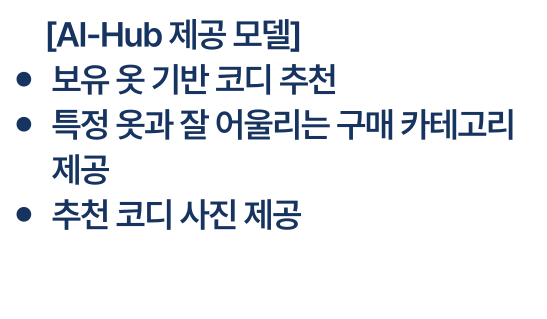 [AI-Hub 제공 모델]
● 보유 옷 기반 코디 추천
● 특정 옷과 잘 어울리는 구매 카테고리
제공
● 추천 코디 사진 제공